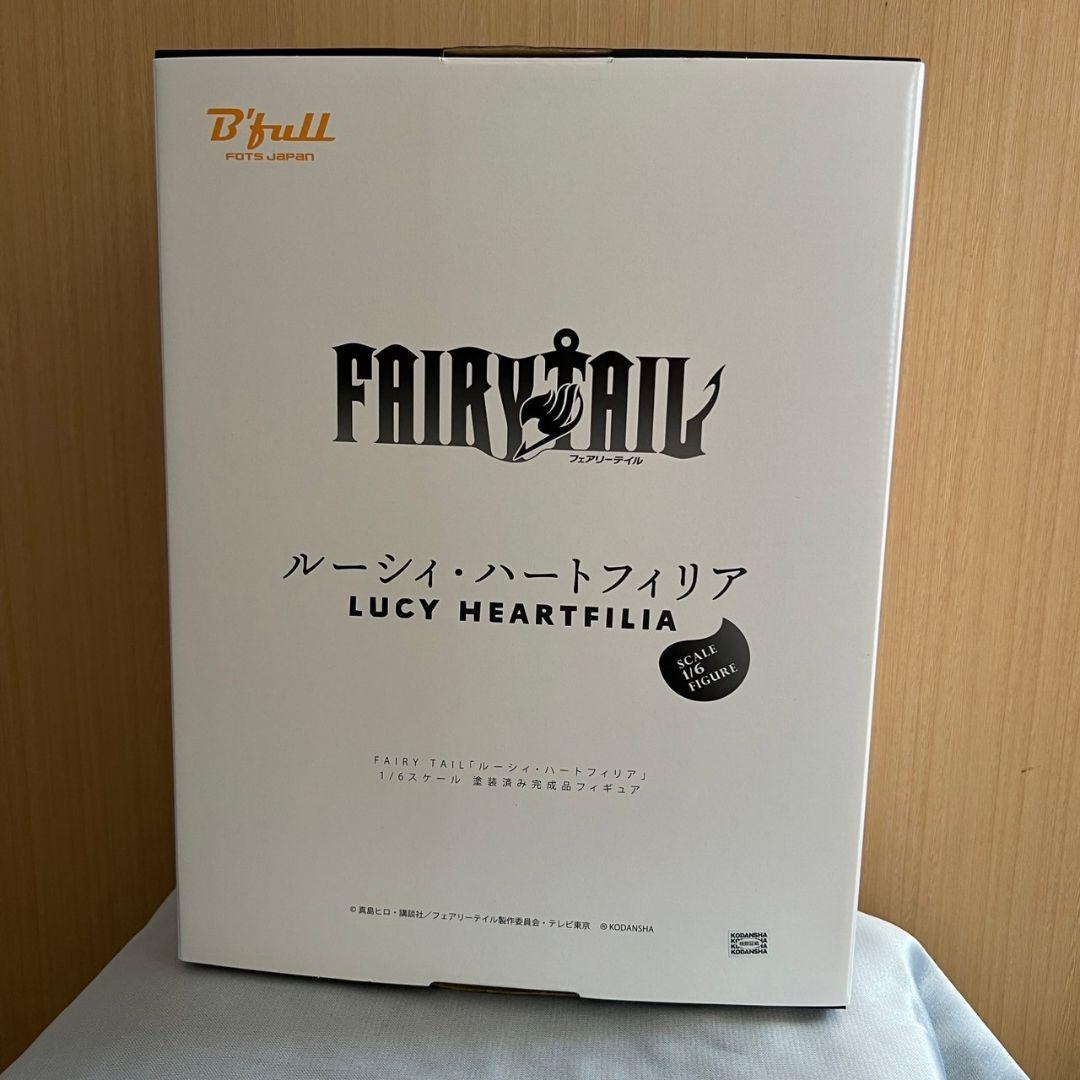 B'full
FOTS JAPAN
FAIRY TAIL
フェアリーテイル
ルーシィ・ハートフィリア
LUCY HEARTFILIA
SCALE
1/6
FIGURE
FAIRY TAIL「ルーシィ・ハートフィリア」
1/6スケール 塗装済み完成品フィギュア
©真島ヒロ・講談社／フェアリーテイル製作委員会・テレビ東京 ®KODANSHA
KODANSHA
KODANSHA